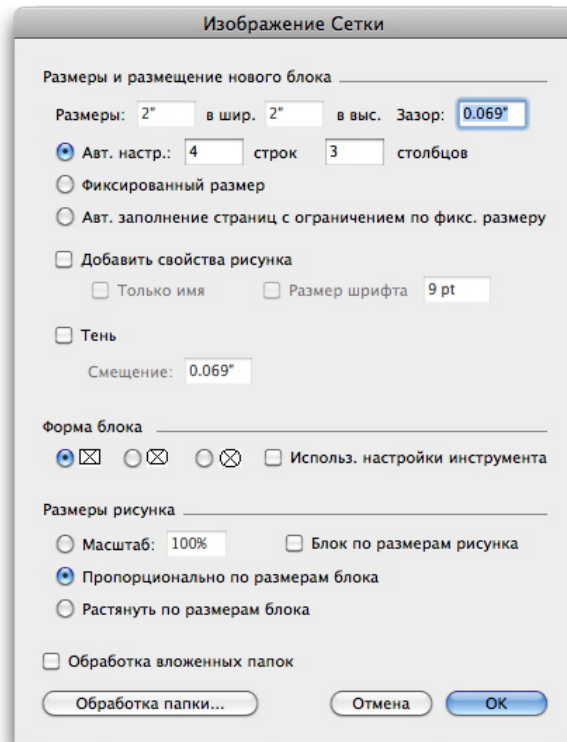 Изображение Сетки
Размеры и размещение нового блока
Размеры: 2" в шир. 2" в выс. Зазор: 0.069"
Авт. настр.: 4 строк 3 столбцов
Фиксированный размер
Авт. заполнение страниц с ограничением по фикс. размеру
Добавить свойства рисунка
Только имя Размер шрифта 9 pt
Тень
Смещение: 0.069"
Форма блока
Использ. настройки инструмента
Размеры рисунка
Масштаб: 100% Блок по размерам рисунка
Пропорционально по размерам блока
Растянуть по размерам блока
Обработка вложенных папок
Обработка папки... Отмена OK